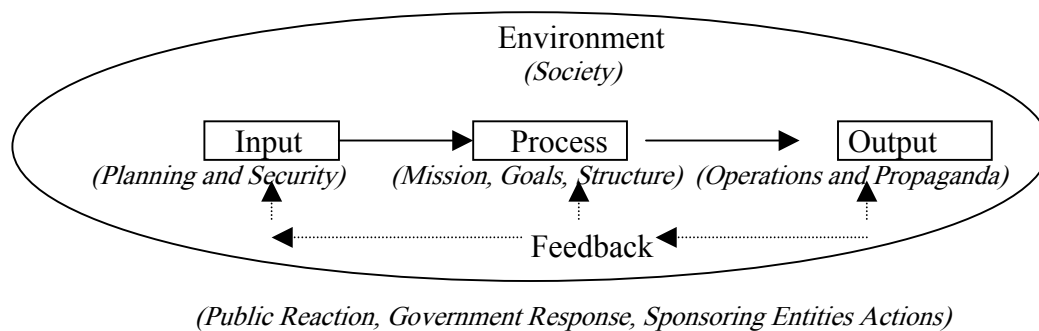 Environment
(Society)
Input Process Output
(Planning and Security) (Mission, Goals, Structure) (Operations and Propaganda)
Feedback
(Public Reaction, Government Response, Sponsoring Entities Actions)